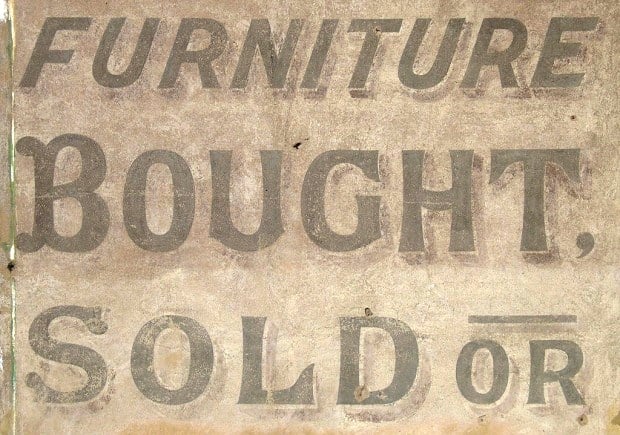 FURNITURE
BOUGHT,
SOLD OR